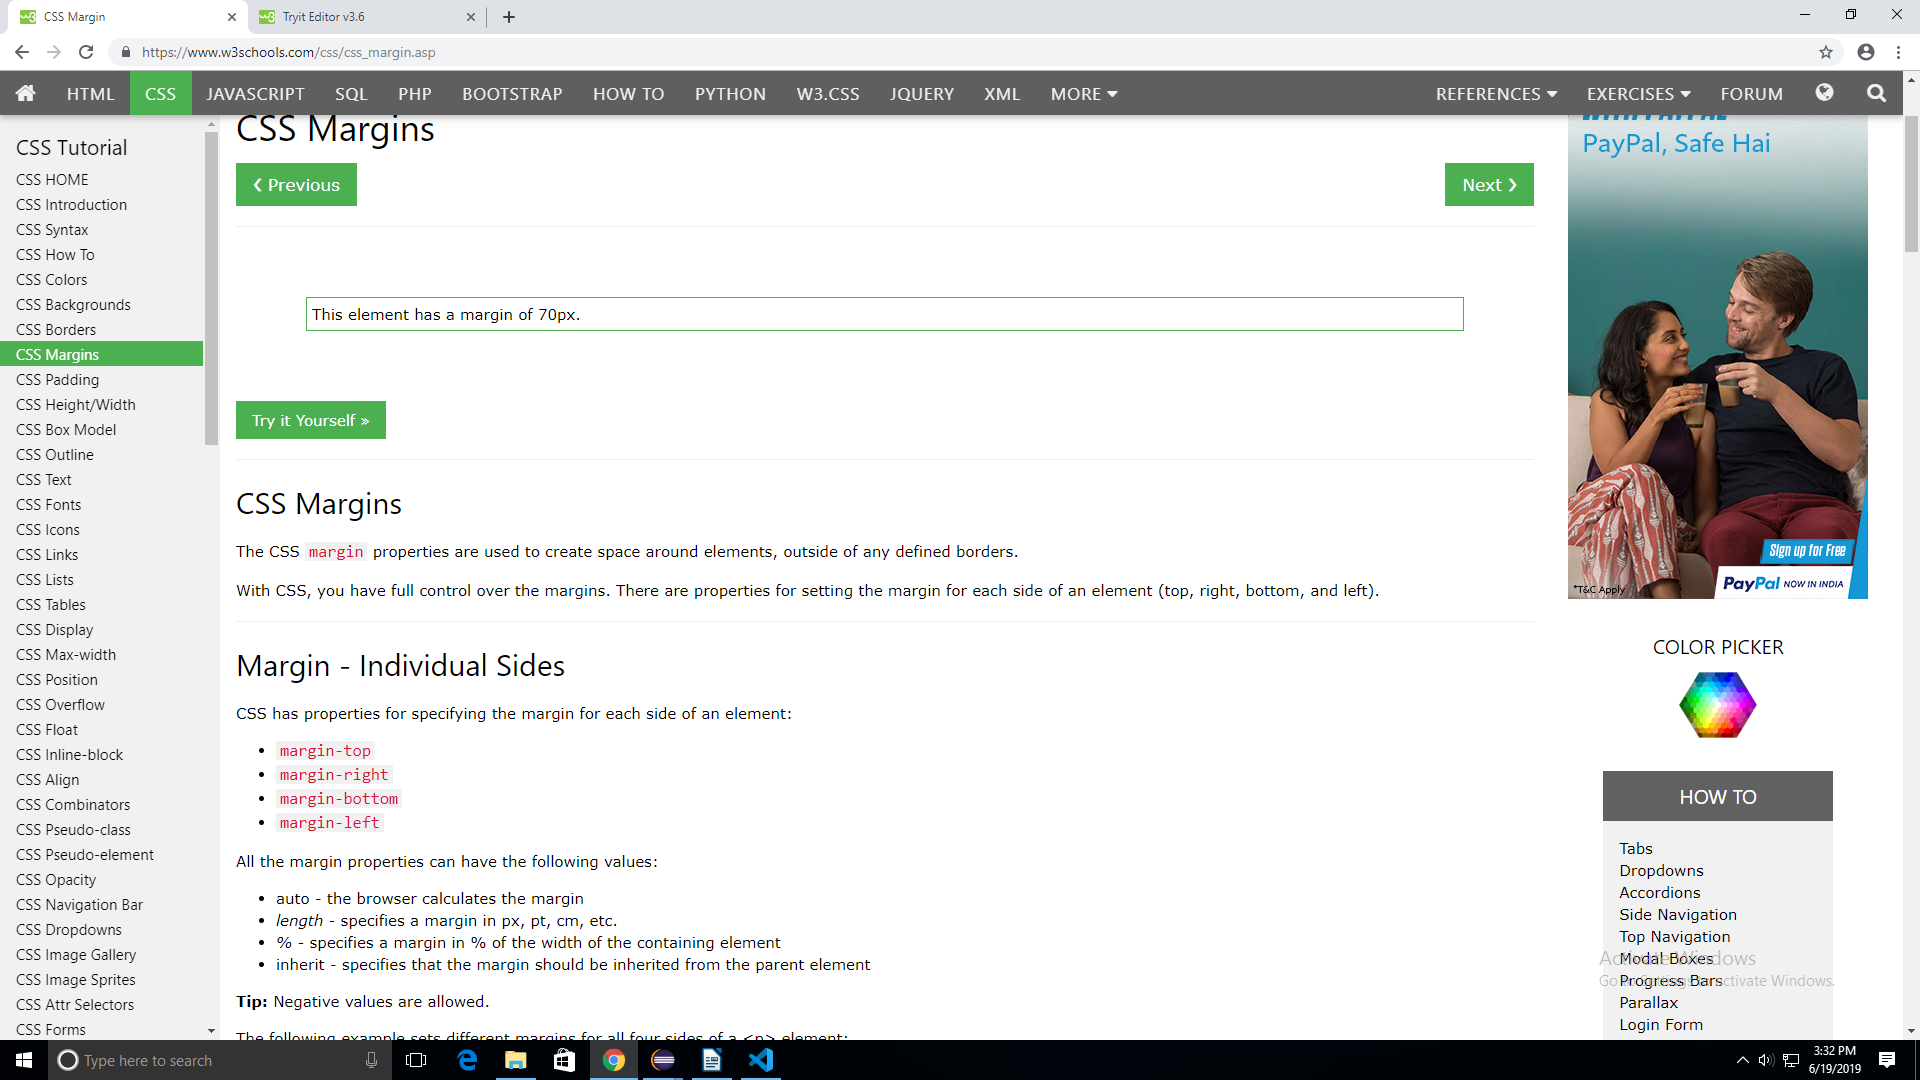 CSS Margin
Tryit Editor v3.6
https://www.w3schools.com/css/css_margin.asp
HTML CSS JAVASCRIPT SQL PHP BOOTSTRAP HOW TO PYTHON W3.CSS JQUERY XML MORE REFERENCES EXERCISES FORUM
CSS Tutorial
CSS HOME
CSS Introduction
CSS Syntax
CSS How To
CSS Colors
CSS Backgrounds
CSS Borders
CSS Margins
CSS Padding
CSS Height/Width
CSS Box Model
CSS Outline
CSS Text
CSS Fonts
CSS Icons
CSS Links
CSS Lists
CSS Tables
CSS Display
CSS Max-width
CSS Position
CSS Overflow
CSS Float
CSS Inline-block
CSS Align
CSS Combinators
CSS Pseudo-class
CSS Pseudo-element
CSS Opacity
CSS Navigation Bar
CSS Dropdowns
CSS Image Gallery
CSS Image Sprites
CSS Attr Selectors
CSS Forms
CSS Margins
❮ Previous
Next ❯
This element has a margin of 70px.
Try it Yourself »
CSS Margins
The CSS margin properties are used to create space around elements, outside of any defined borders.
With CSS, you have full control over the margins. There are properties for setting the margin for each side of an element (top, right, bottom, and left).
Margin - Individual Sides
CSS has properties for specifying the margin for each side of an element:
• margin-top
• margin-right
• margin-bottom
• margin-left
All the margin properties can have the following values:
• auto - the browser calculates the margin
• length - specifies a margin in px, pt, cm, etc.
• % - specifies a margin in % of the width of the containing element
• inherit - specifies that the margin should be inherited from the parent element
Tip: Negative values are allowed.
The following example sets different margins for all four sides of a <p> element:
WITH PAYPAL
PayPal, Safe Hai
Sign up for Free
PayPal NOW IN INDIA
*T&C Apply
COLOR PICKER
HOW TO
Tabs
Dropdowns
Accordions
Side Navigation
Top Navigation
Modal Boxes
Progress Bars
Parallax
Login Form
Activate Windows
Go to Settings to activate Windows.
Type here to search
3:32 PM
6/19/2019